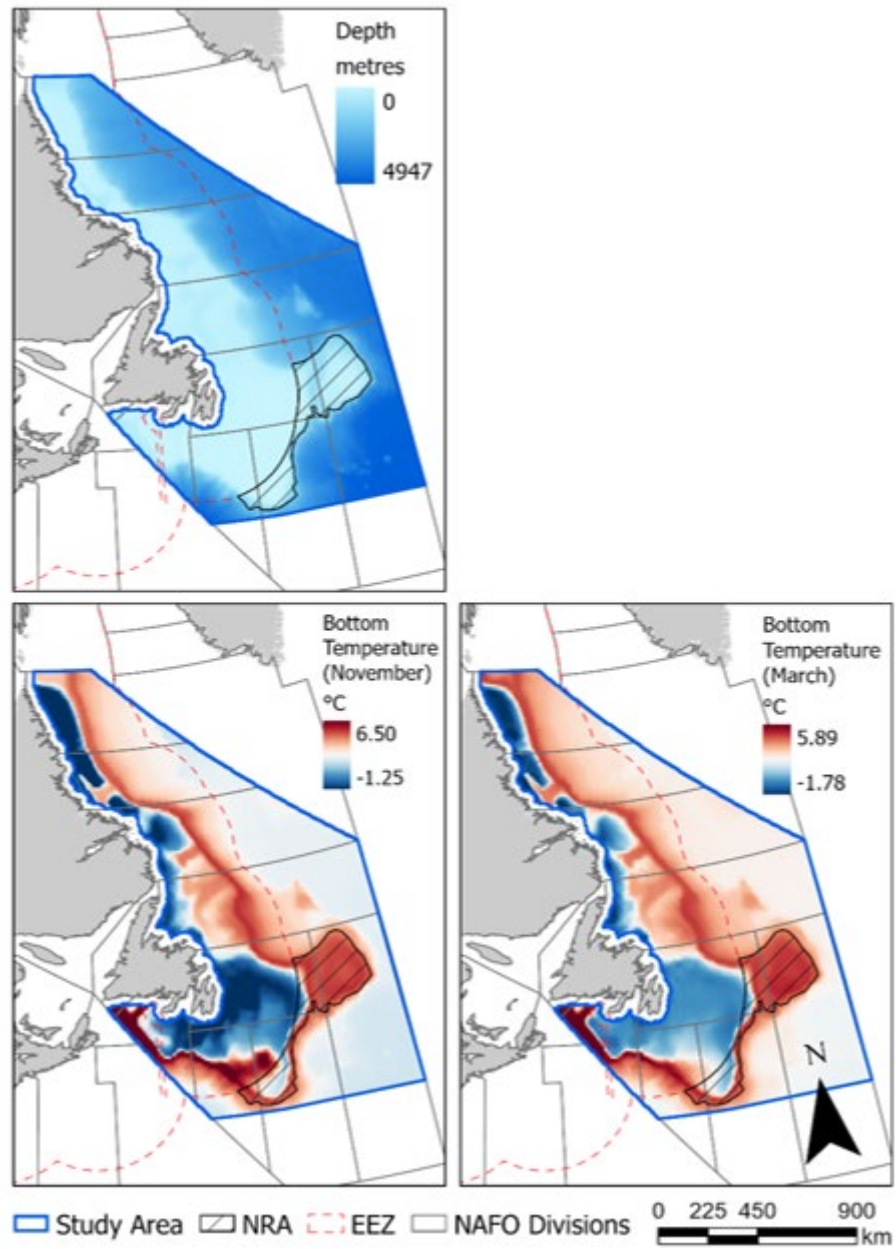 Depth
metres
0
4947
Bottom
Temperature
(November)
°C
6.50
-1.25
Bottom
Temperature
(March)
°C
5.89
-1.78
N
Study Area NRA EEZ NAFO Divisions
0 225 450 900
km